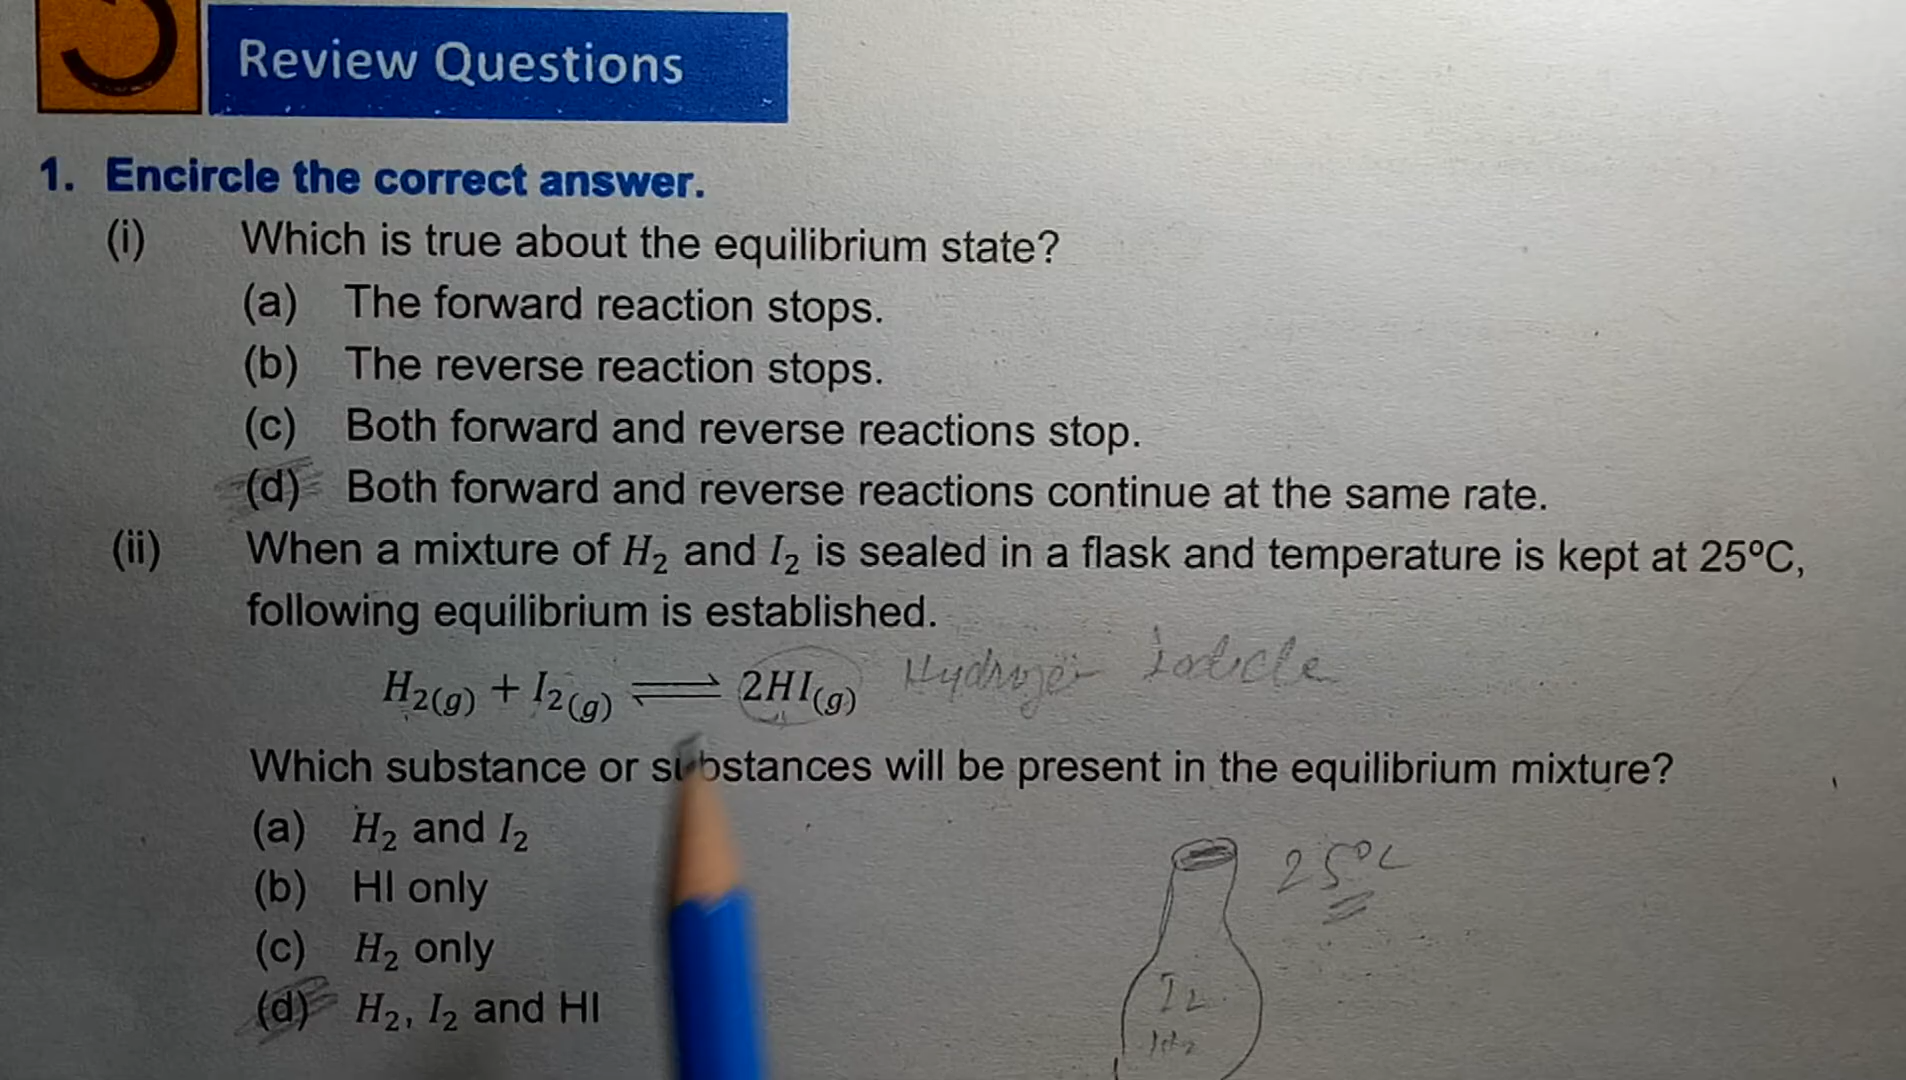 Review Questions
1. Encircle the correct answer.
(i) Which is true about the equilibrium state?
(a) The forward reaction stops.
(b) The reverse reaction stops.
(c) Both forward and reverse reactions stop.
(d) Both forward and reverse reactions continue at the same rate.
(ii) When a mixture of H₂ and I₂ is sealed in a flask and temperature is kept at 25ºC,
following equilibrium is established.
H₂(g) + I₂(g) ⇌ 2HI(g) Hydrogen
Which substance or substances will be present in the equilibrium mixture?
(a) H₂ and I₂
(b) HI only
25°C
(c) H₂ only
(d) H₂, I₂ and HI
I₂
H₂